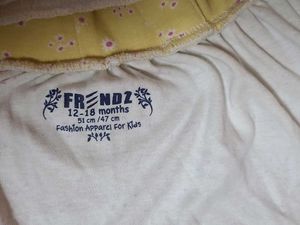 FRENDZ
12-18 months
51 cm /47 cm
Fashion Apparel For Kids